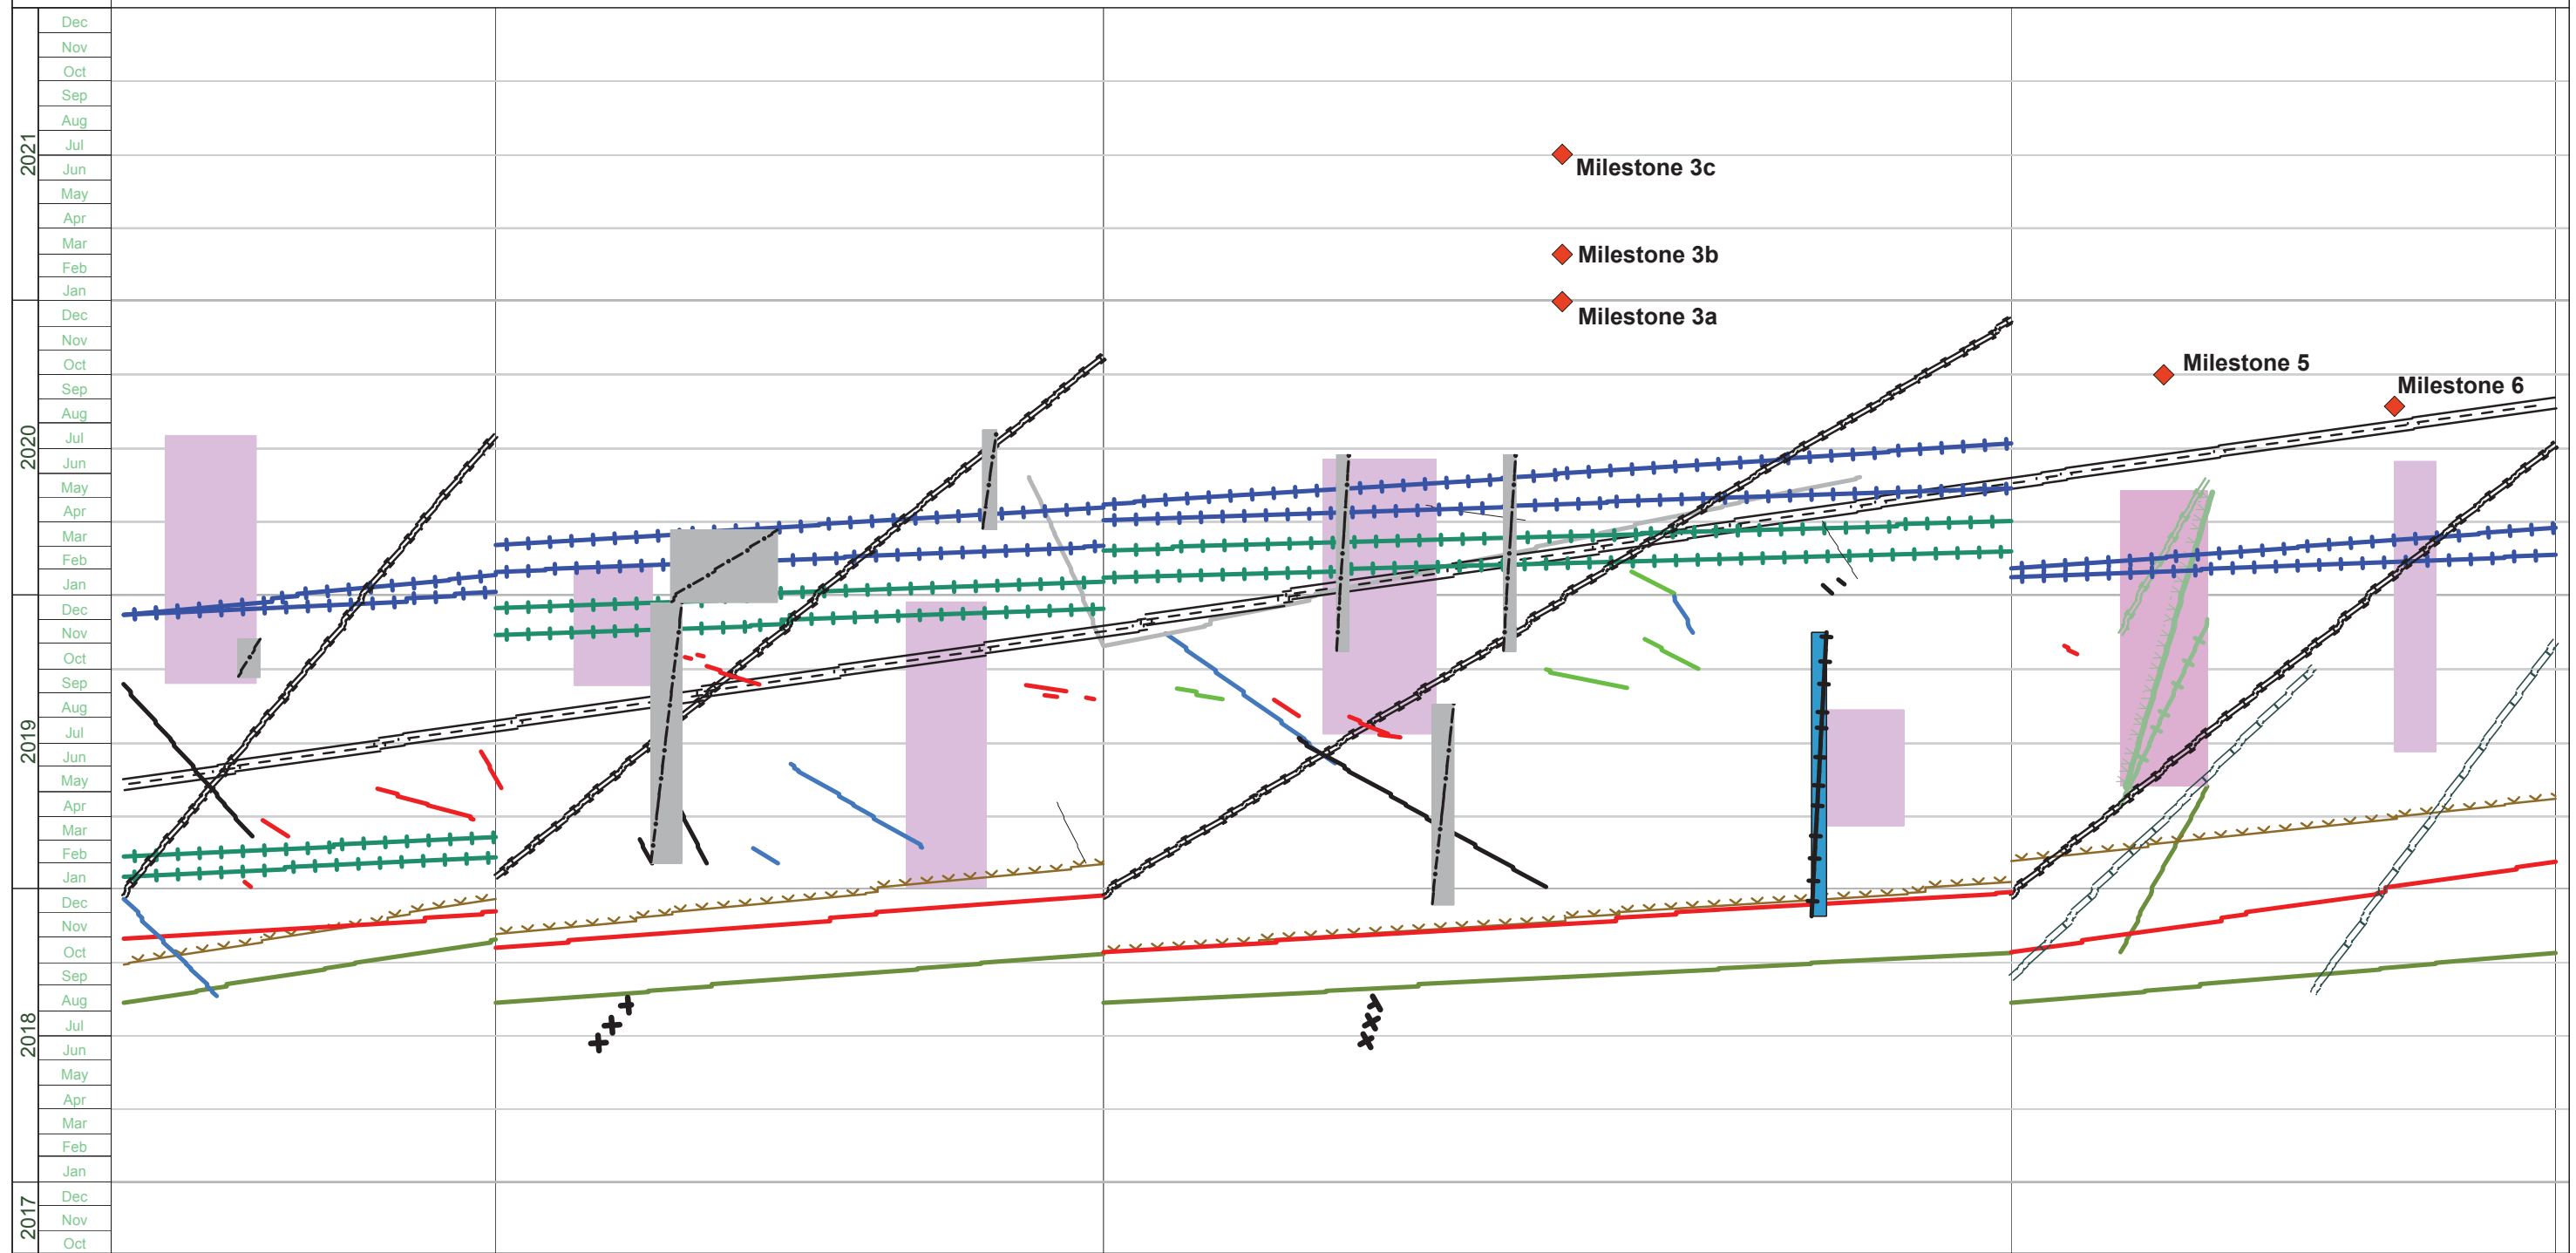 Dec
Nov
Oct
Sep
Aug
2021
Jul
Milestone 3c
Jun
May
Apr
Mar
Milestone 3b
Feb
Jan
Dec
Milestone 3a
Nov
Oct
Milestone 5
Sep
Milestone 6
Aug
2020
Jul
Jun
May
Apr
Mar
Feb
Jan
Dec
Nov
Oct
Sep
Aug
2019
Jul
Jun
May
Apr
Mar
Feb
Jan
Dec
Nov
Oct
Sep
Aug
2018
Jul
Jun
May
Apr
Mar
Feb
Jan
Dec
2017
Nov
Oct